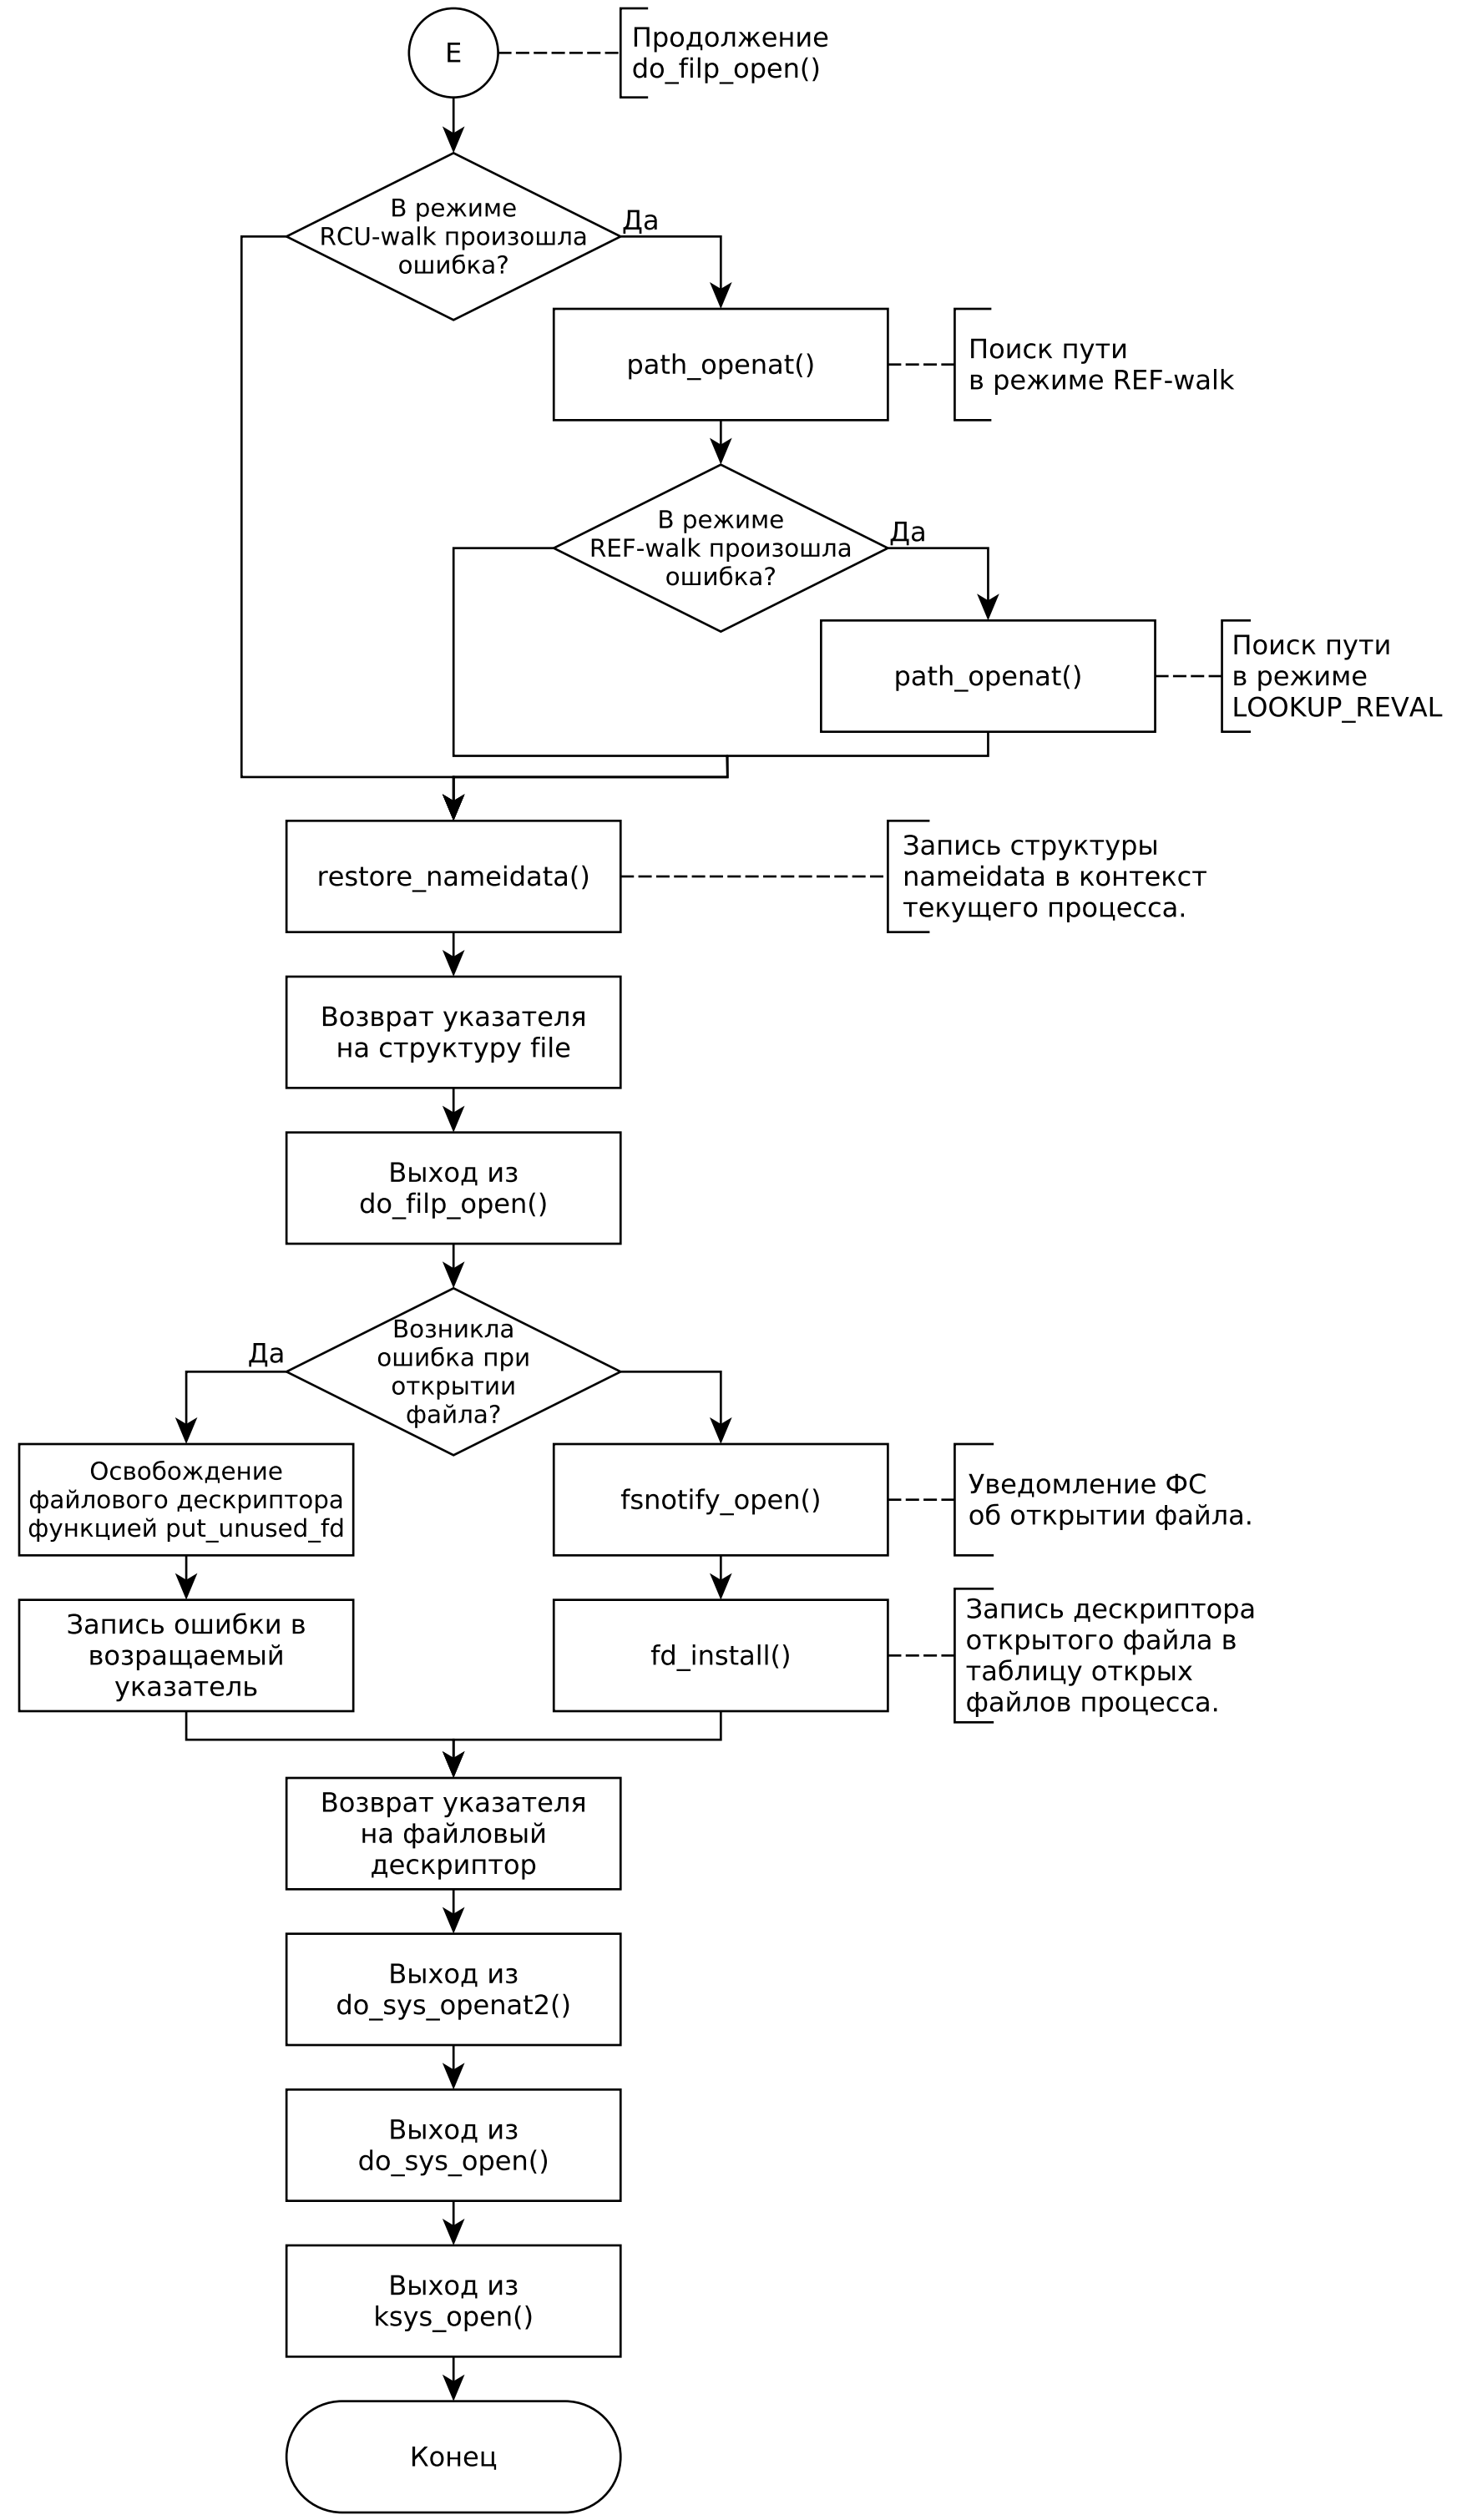 E
Продолжение
do_filp_open()
В режиме
RCU-walk произошла
ошибка?
Да
path_openat()
Поиск пути
в режиме REF-walk
В режиме
REF-walk произошла
ошибка?
Да
path_openat()
Поиск пути
в режиме
LOOKUP_REVAL
restore_nameidata()
Запись структуры
nameidata в контекст
текущего процесса.
Возврат указателя
на структуру file
Выход из
do_filp_open()
Возникла
ошибка при
открытии
файла?
Да
Освобождение
файлового дескриптора
функцией put_unused_fd
fsnotify_open()
Уведомление ФС
об открытии файла.
Запись ошибки в
возращаемый
указатель
fd_install()
Запись дескриптора
открытого файла в
таблицу открых
файлов процесса.
Возврат указателя
на файловый
дескриптор
Выход из
do_sys_openat2()
Выход из
do_sys_open()
Выход из
ksys_open()
Конец